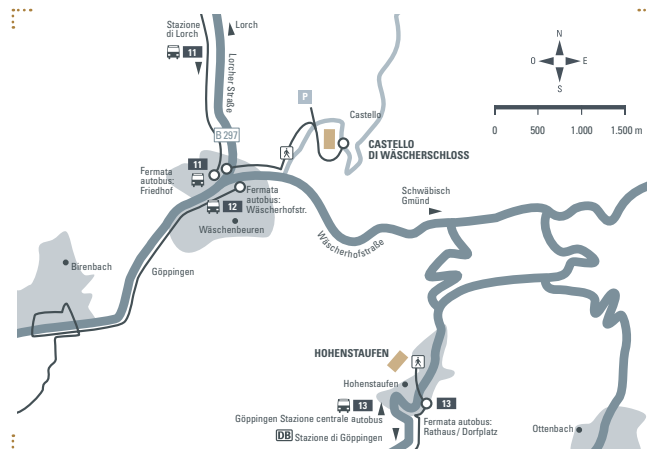 Stazione
di Lorch
11
Lorch
Lorcher Straße
B 297
P
Castello
CASTELLO
DI WÄSCHERSCHLOSS
N
O
E
S
0 500 1.000 1.500 m
11
Fermata
autobus:
Friedhof
Fermata
autobus:
Wäscherhofstr.
12
Wäschenbeuren
Schwäbisch
Gmünd
Wäscherhofstraße
Birenbach
Göppingen
HOHENSTAUFEN
Hohenstaufen
13
13
Göppingen Stazione centrale autobus
Fermata autobus:
Rathaus / Dorfplatz
DB Stazione di Göppingen
Ottenbach